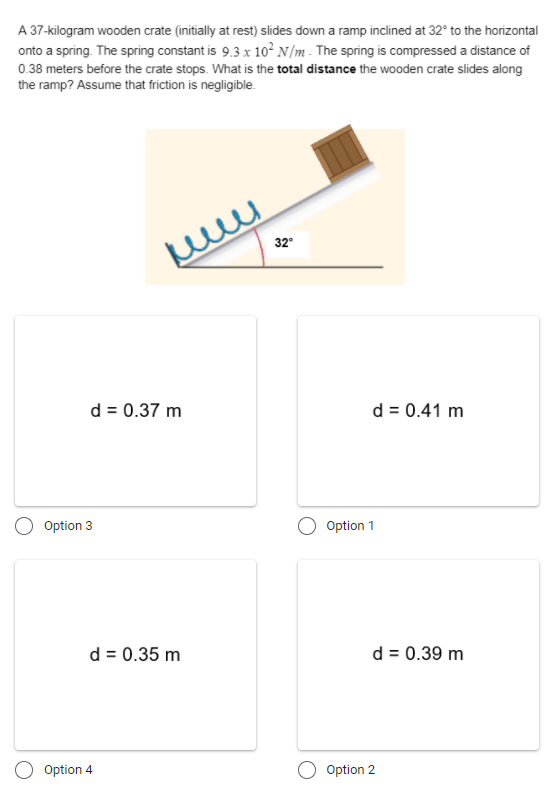 A 37-kilogram wooden crate (initially at rest) slides down a ramp inclined at 32° to the horizontal
onto a spring. The spring constant is 9.3 x 10² N/m . The spring is compressed a distance of
0.38 meters before the crate stops. What is the total distance the wooden crate slides along
the ramp? Assume that friction is negligible.
32°
d = 0.37 m
d = 0.41 m
Option 3
Option 1
d = 0.35 m
d = 0.39 m
Option 4
Option 2